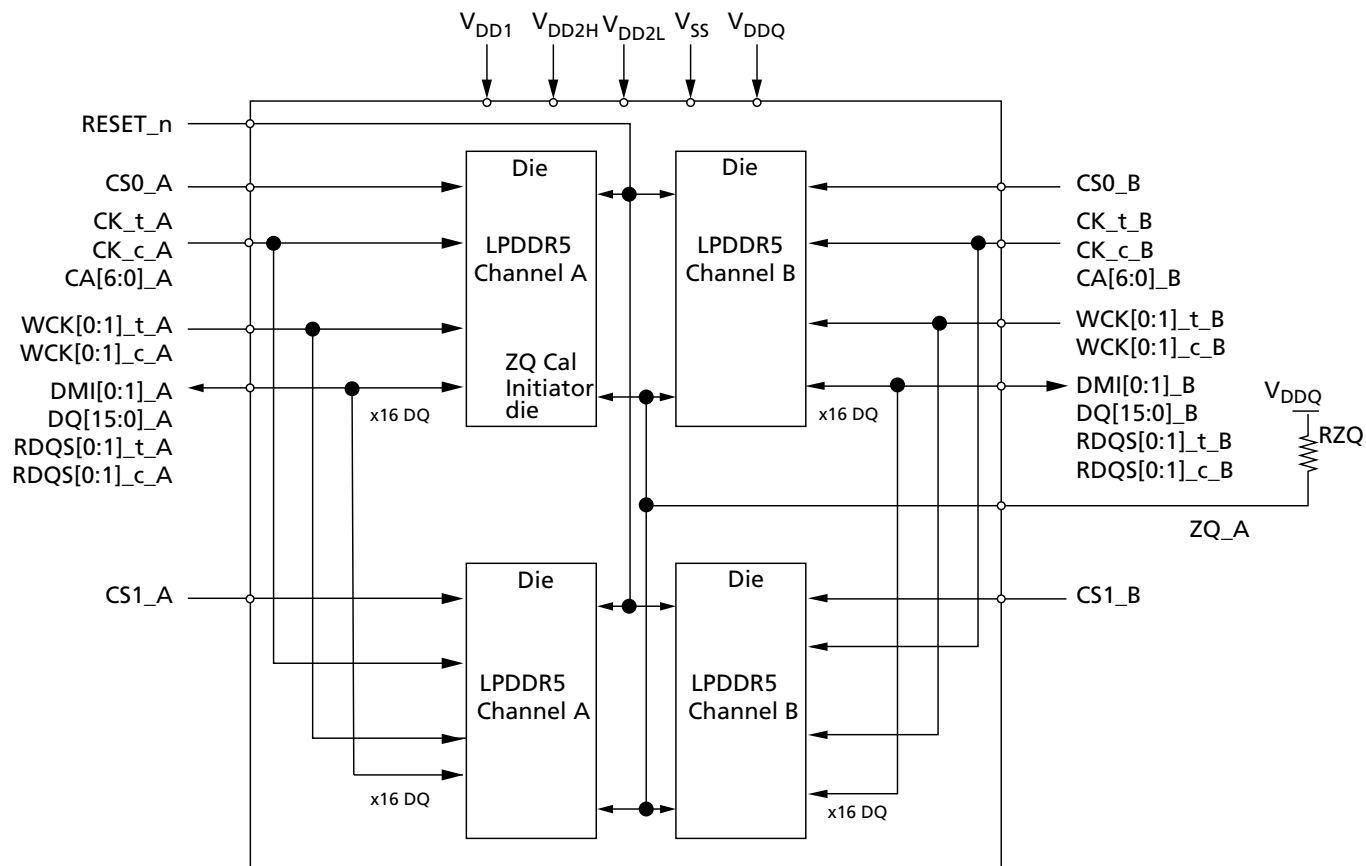 VDD1 VDD2H VDD2L VSS VDDQ
RESET_n
CS0_A
CK_t_A
CK_c_A
CA[6:0]_A
WCK[0:1]_t_A
WCK[0:1]_c_A
DMI[0:1]_A
DQ[15:0]_A
RDQS[0:1]_t_A
RDQS[0:1]_c_A
Die
LPDDR5
Channel A
ZQ Cal
Initiator
die
x16 DQ
Die
LPDDR5
Channel B
x16 DQ
CS0_B
CK_t_B
CK_c_B
CA[6:0]_B
WCK[0:1]_t_B
WCK[0:1]_c_B
DMI[0:1]_B
DQ[15:0]_B
RDQS[0:1]_t_B
RDQS[0:1]_c_B
VDDQ
RZQ
ZQ_A
CS1_A
Die
LPDDR5
Channel A
x16 DQ
Die
LPDDR5
Channel B
x16 DQ
CS1_B